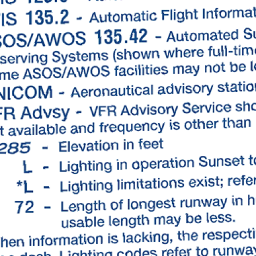 IS 135.2 - Automatic Flight Informat
SOS/AWOS 135.42 - Automated Su
serving Systems (shown where full-time
me ASOS/AWOS facilities may not be l
NICOM - Aeronautical advisory station
FR Advsy - VFR Advisory Service sho
t available and frequency is other than
285 - Elevation in feet
L - Lighting in operation Sunset to
*L - Lighting limitations exist; refer
72 - Length of longest runway in h
usable length may be less.
hen information is lacking, the respecti
dash. Lighting codes refer to runway